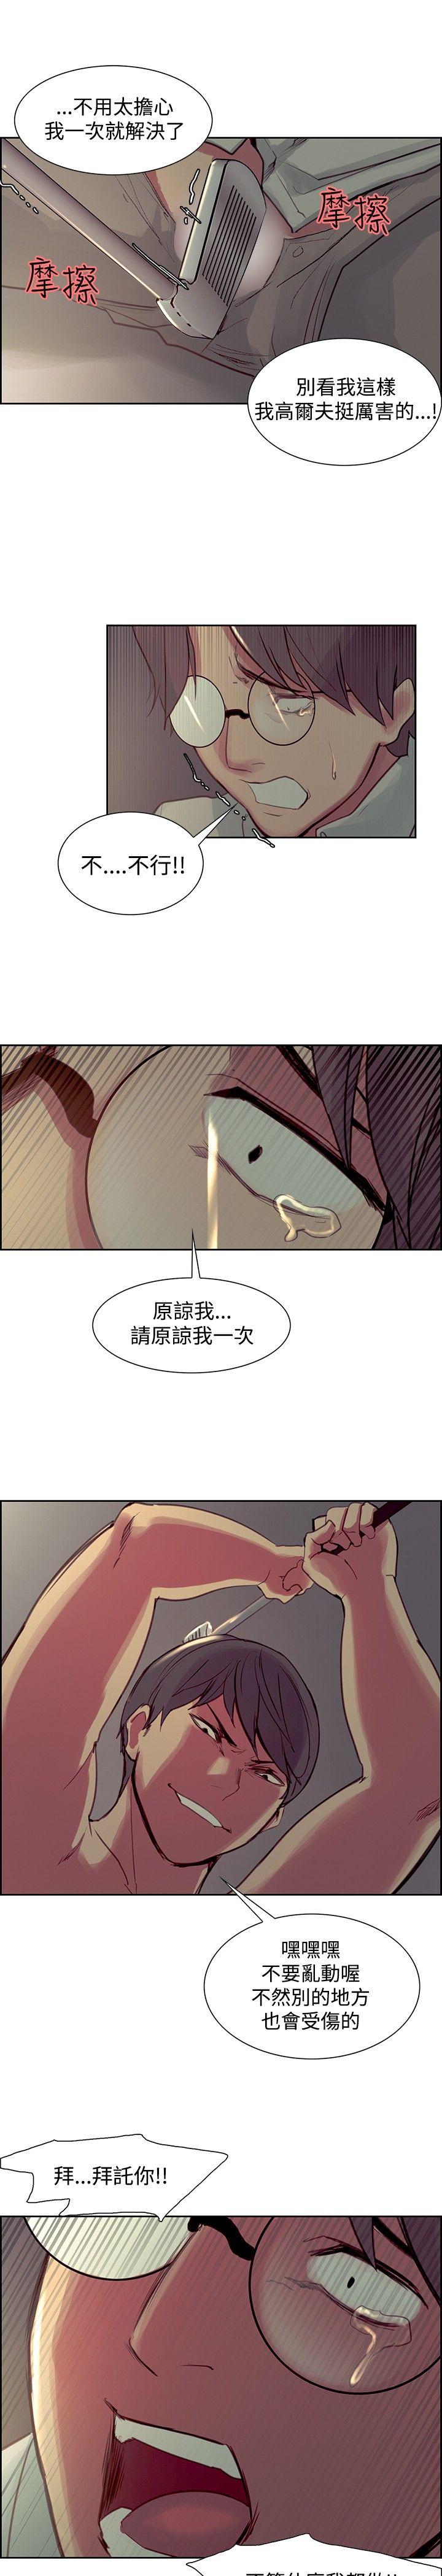 ...不用太擔心
我一次就解決了
摩擦
摩擦
別看我這樣
我高爾夫挺厲害的...!
不....不行!!
原諒我...
請原諒我一次
嘿嘿嘿
不要亂動喔
不然別的地方
也會受傷的
拜...拜託你!!